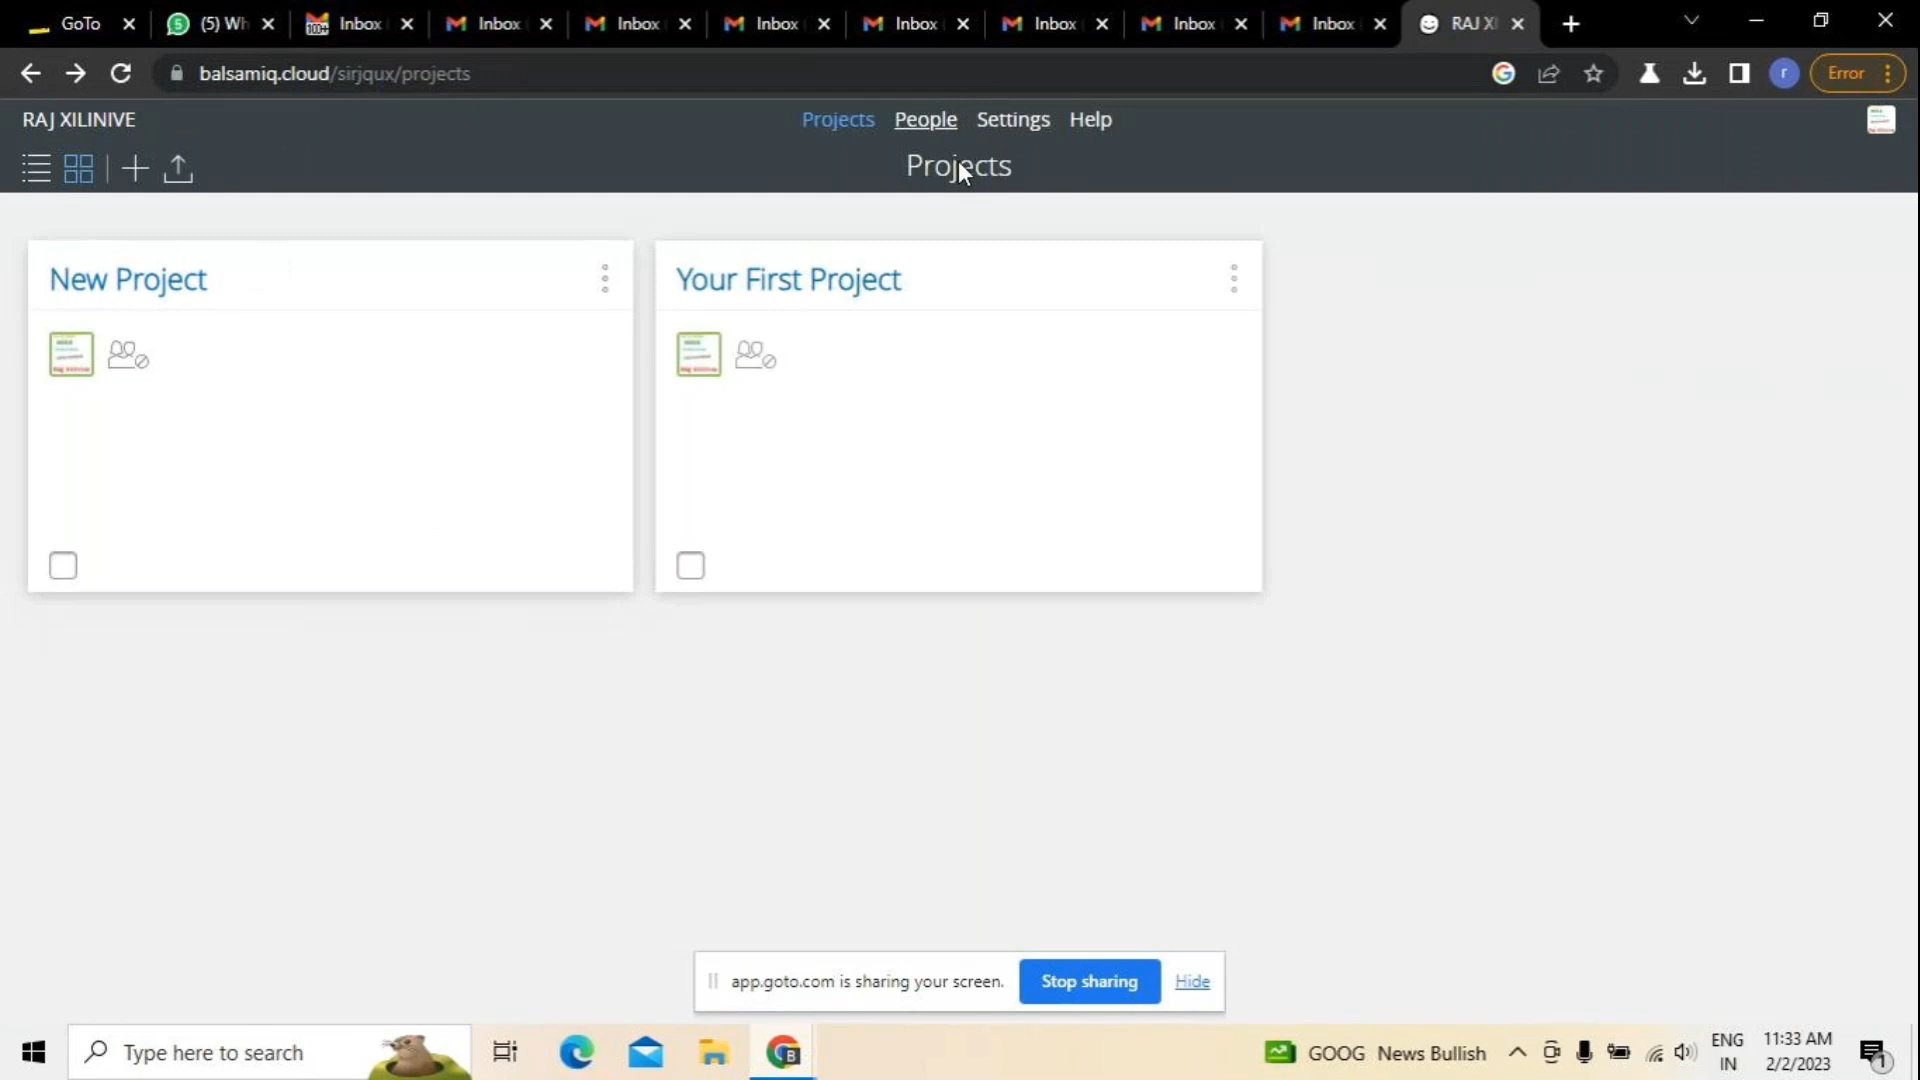 GoTo
(5) Wh
Inbox
Inbox
Inbox
Inbox
Inbox
Inbox
Inbox
Inbox
RAJ XI
balsamiq.cloud/sirjqux/projects
r
Error
RAJ XILINIVE
Projects People Settings Help
Projects
New Project
Your First Project
app.goto.com is sharing your screen. Stop sharing Hide
Type here to search
GOOG News Bullish
ENG
IN
11:33 AM
2/2/2023
1